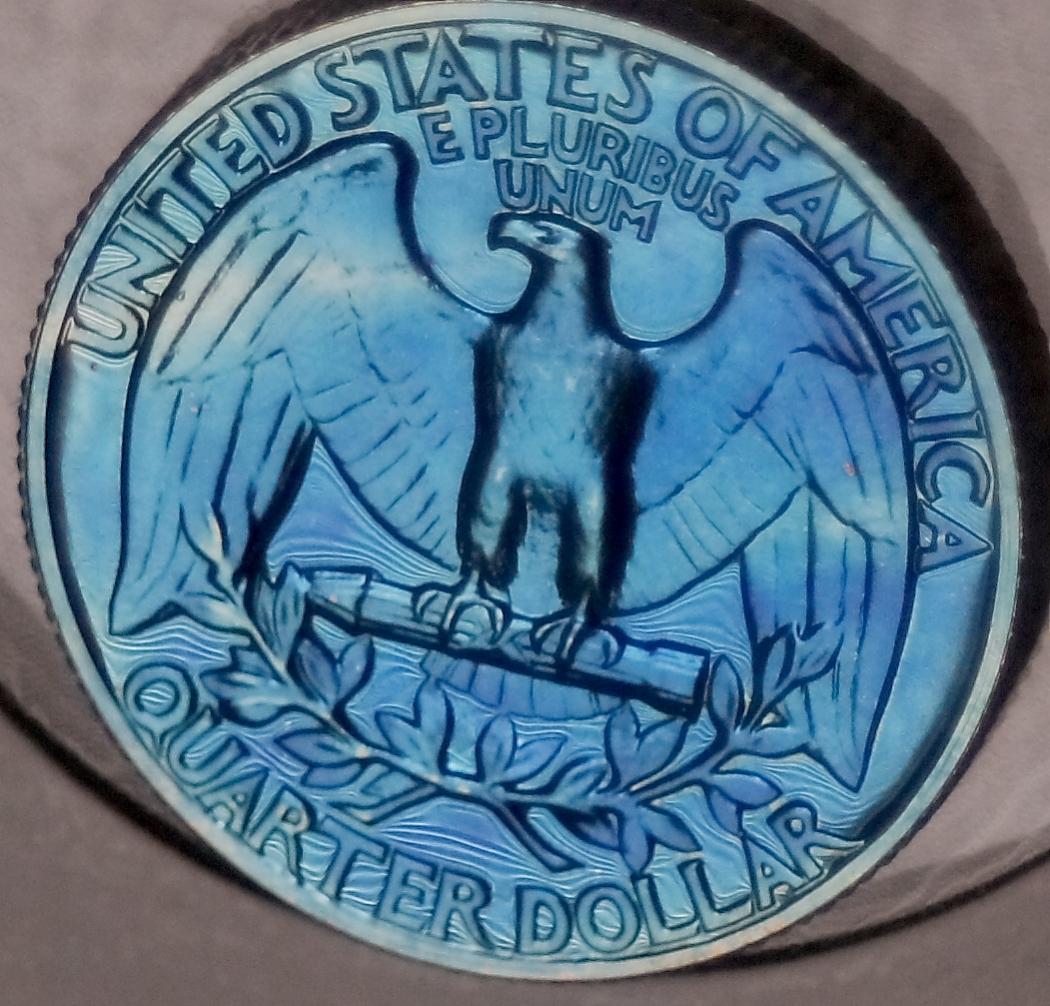 UNITED STATES OF AMERICA
E PLURIBUS
UNUM
QUARTER DOLLAR